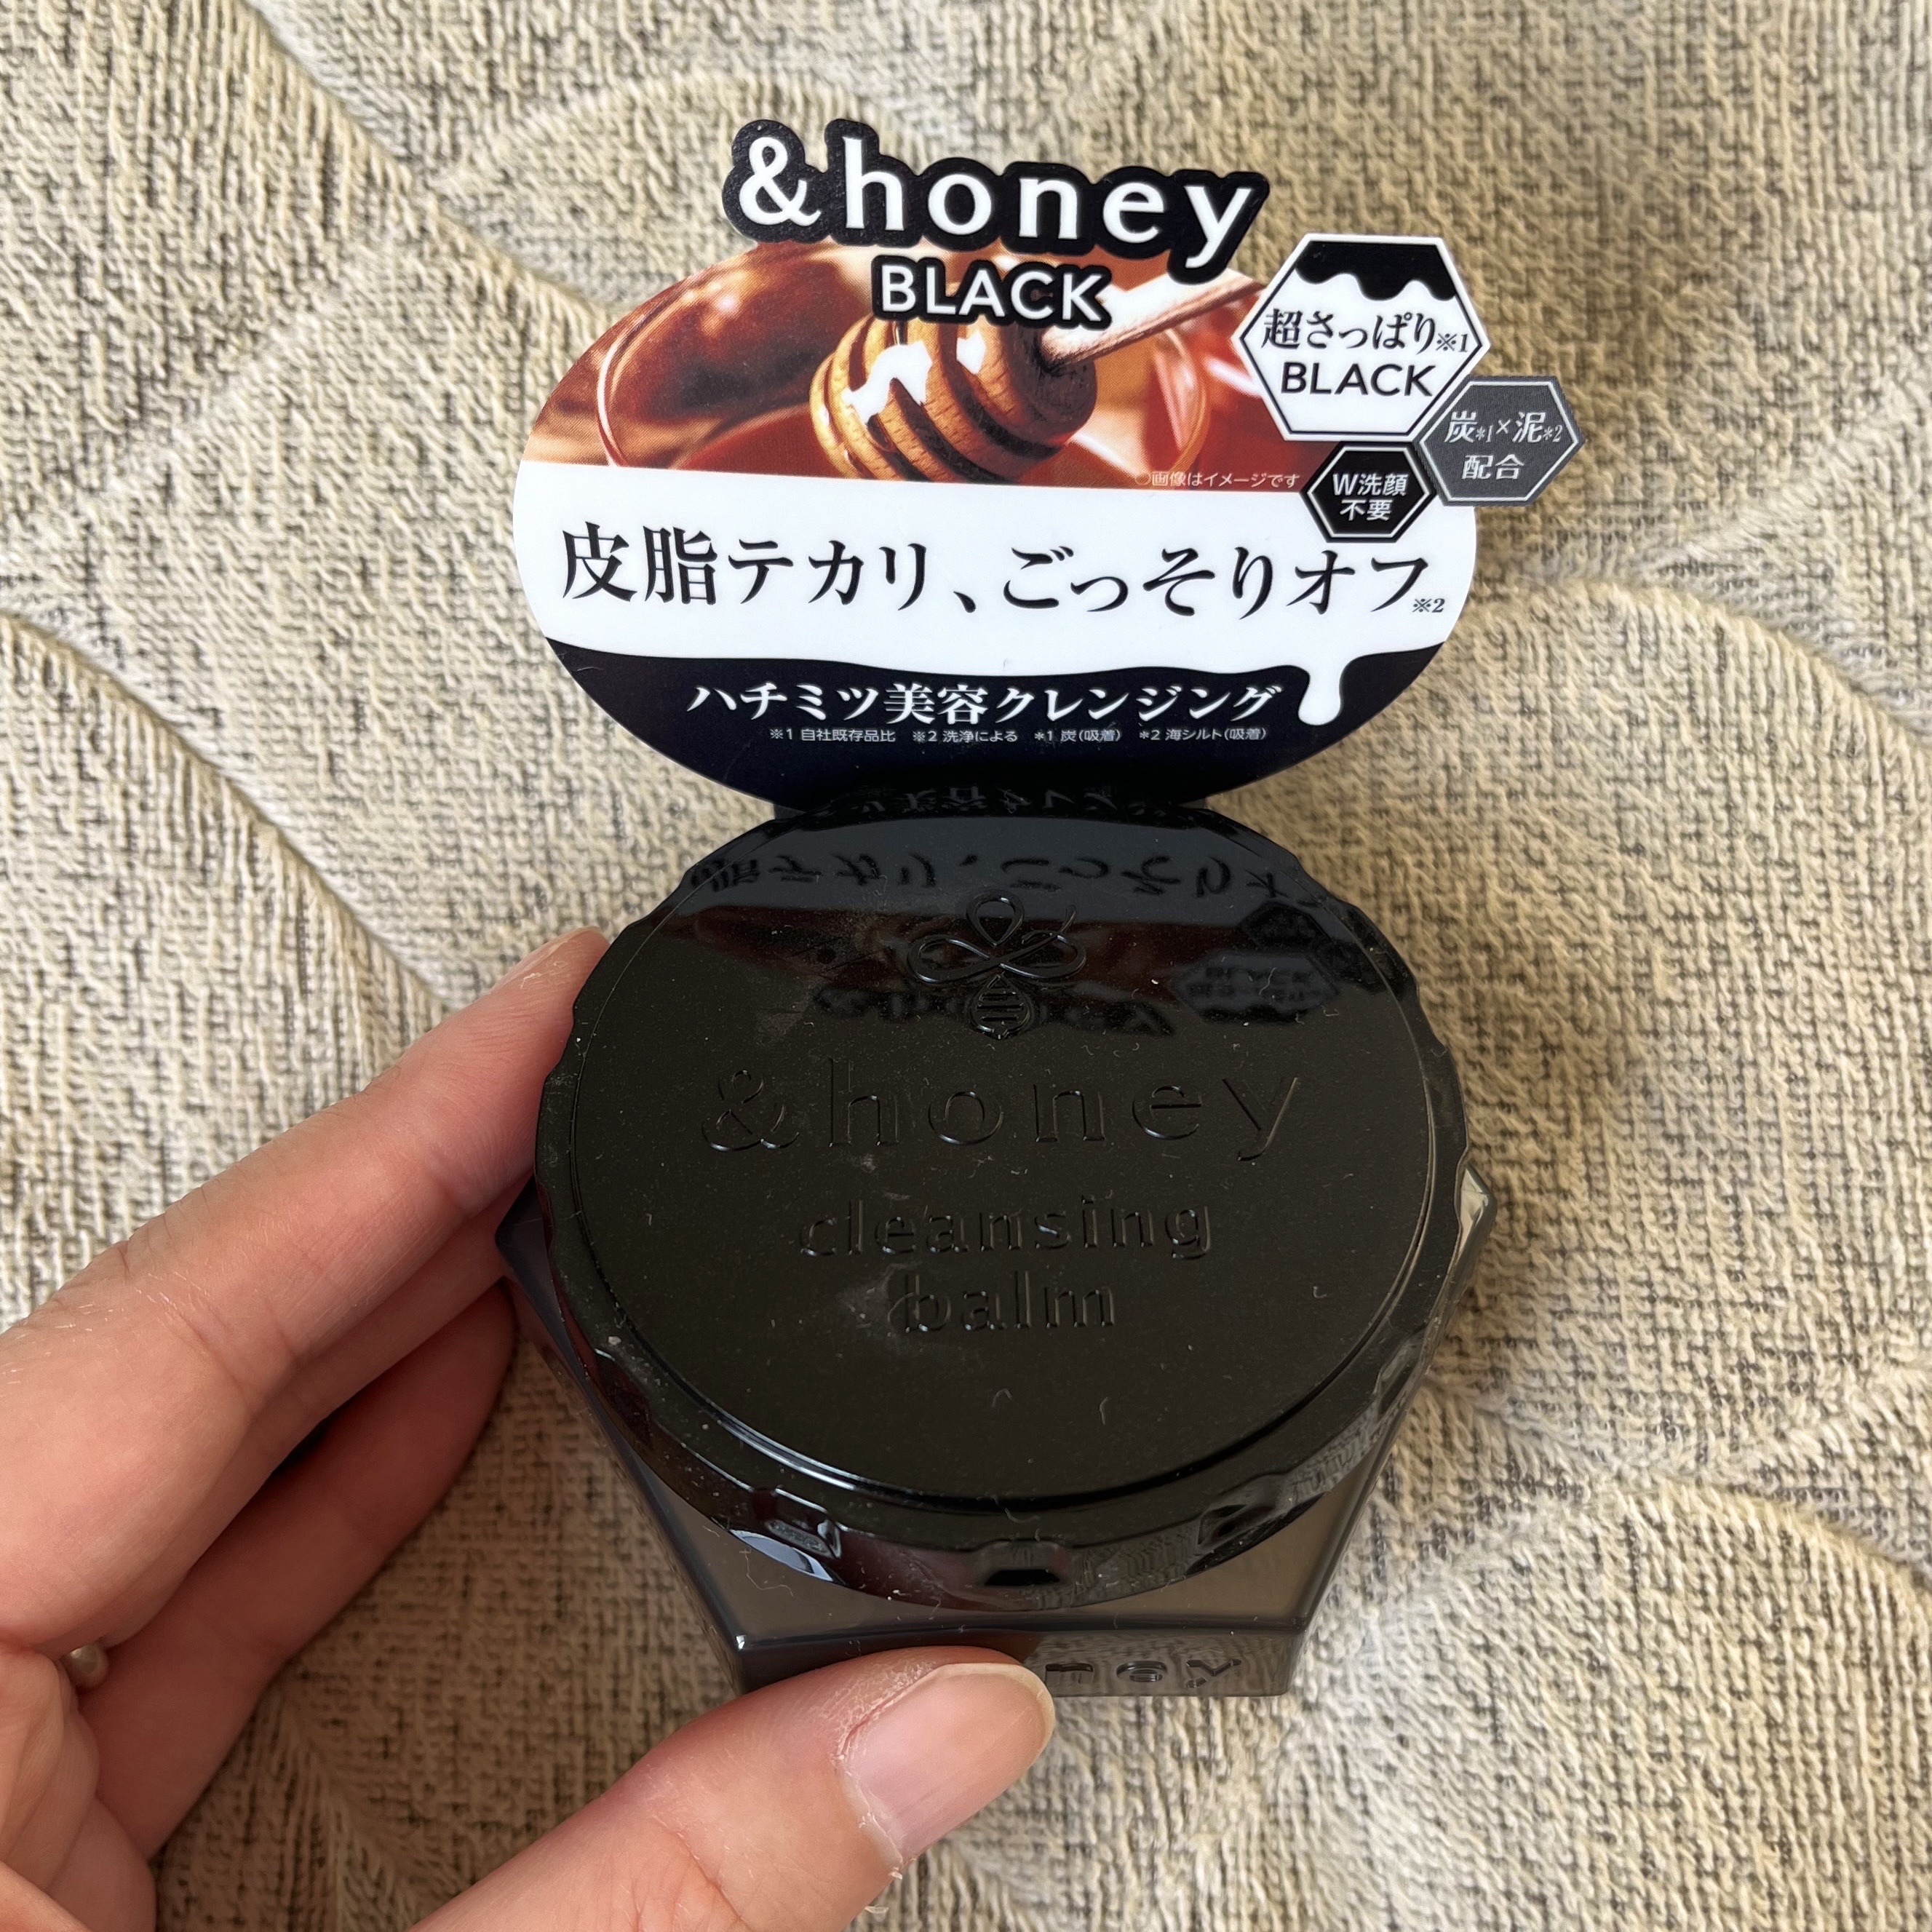 &honey
BLACK
超さっぱり※1
BLACK
炭*1×泥*2
配合
W洗顔
不要
○画像はイメージです
皮脂テカリ、ごっそりオフ※2
ハチミツ美容クレンジング
※1 自社既存品比 ※2 洗浄による *1 炭(吸着) *2 海シルト(吸着)
&honey
cleansing
balm
ney